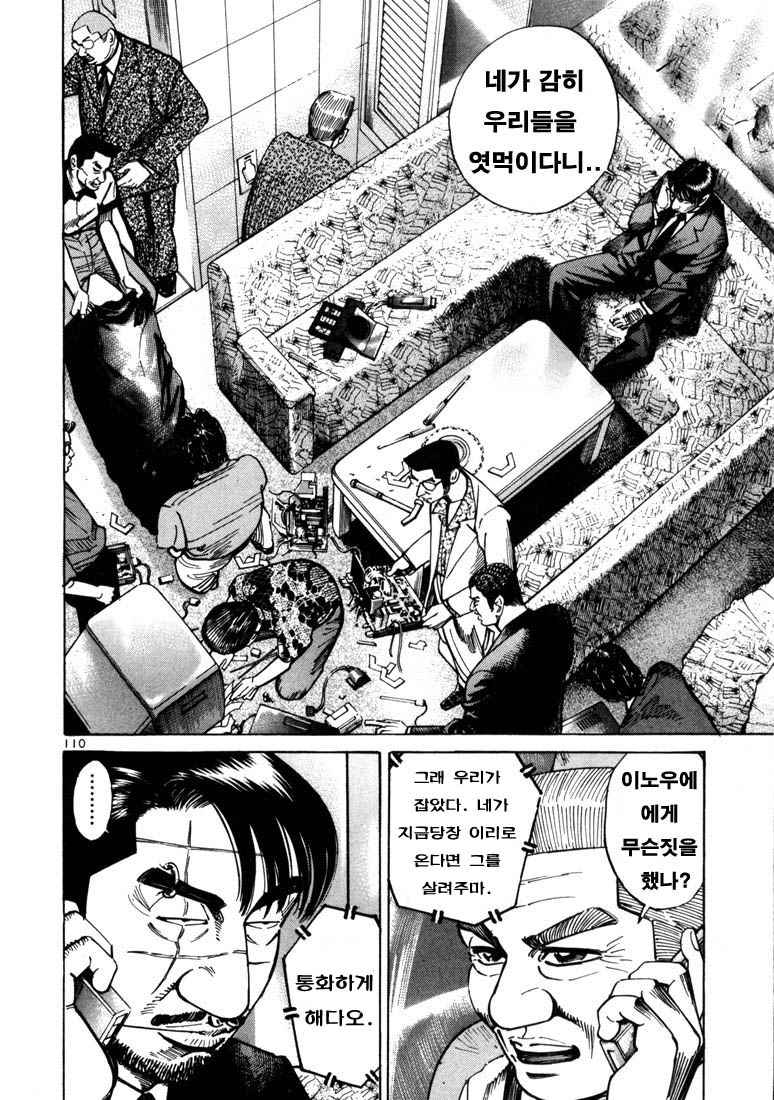 네가 감히
우리들을
엿먹이다니..
110
이노우에
에게
무슨짓을
했나?
그래 우리가
잡았다. 네가
지금당장 이리로
온다면 그를
살려주마.
통화하게
해다오.
………